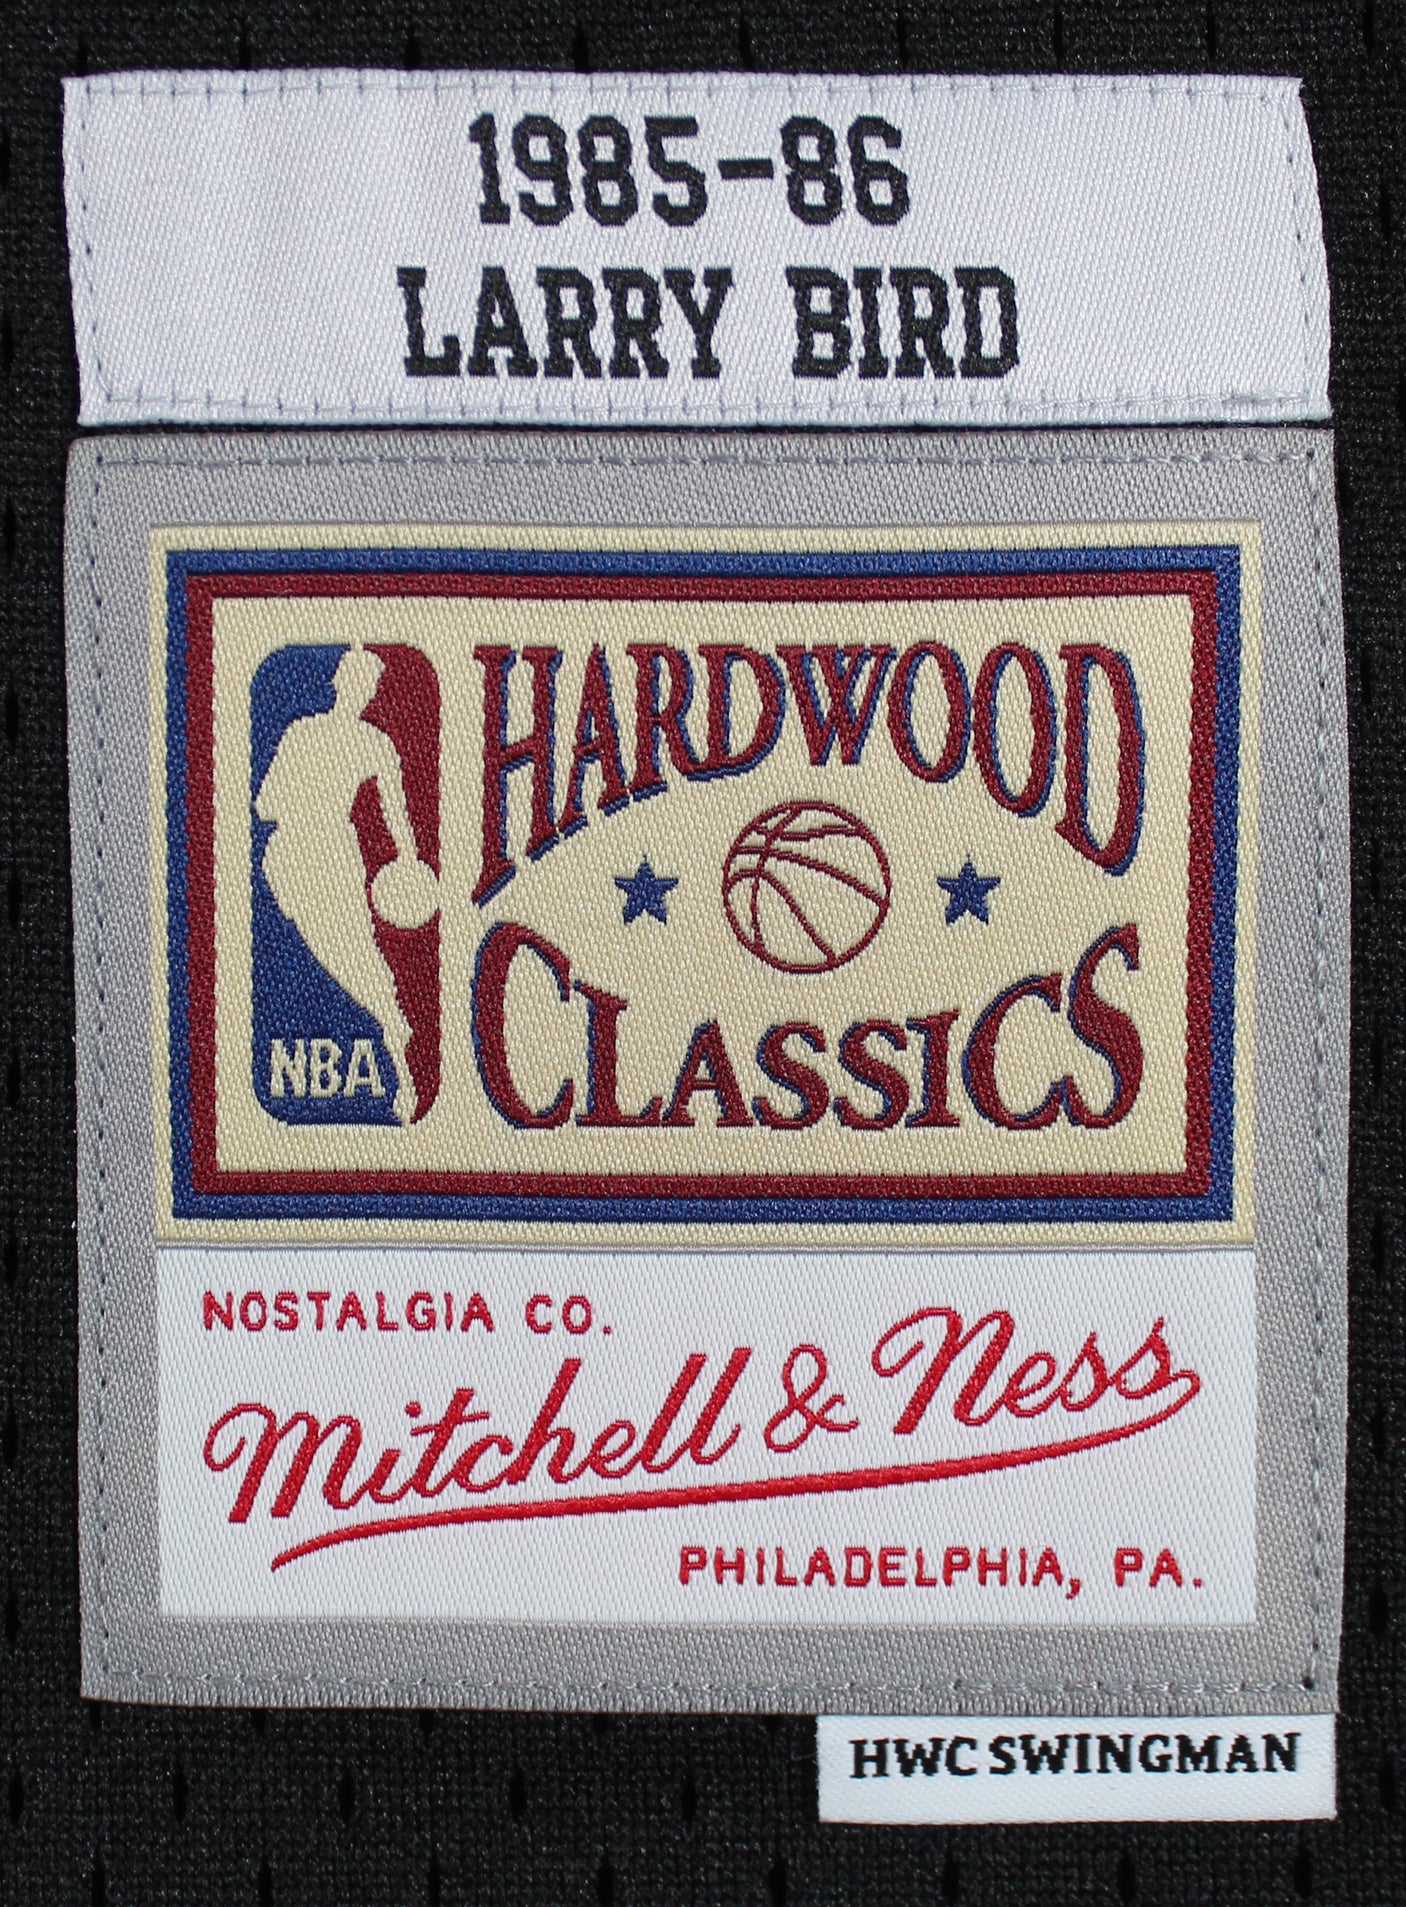 1985-86
LARRY BIRD
HARDWOOD
CLASSICS
NBA
NOSTALGIA CO.
Mitchell & Ness
PHILADELPHIA, PA.
HWC SWINGMAN